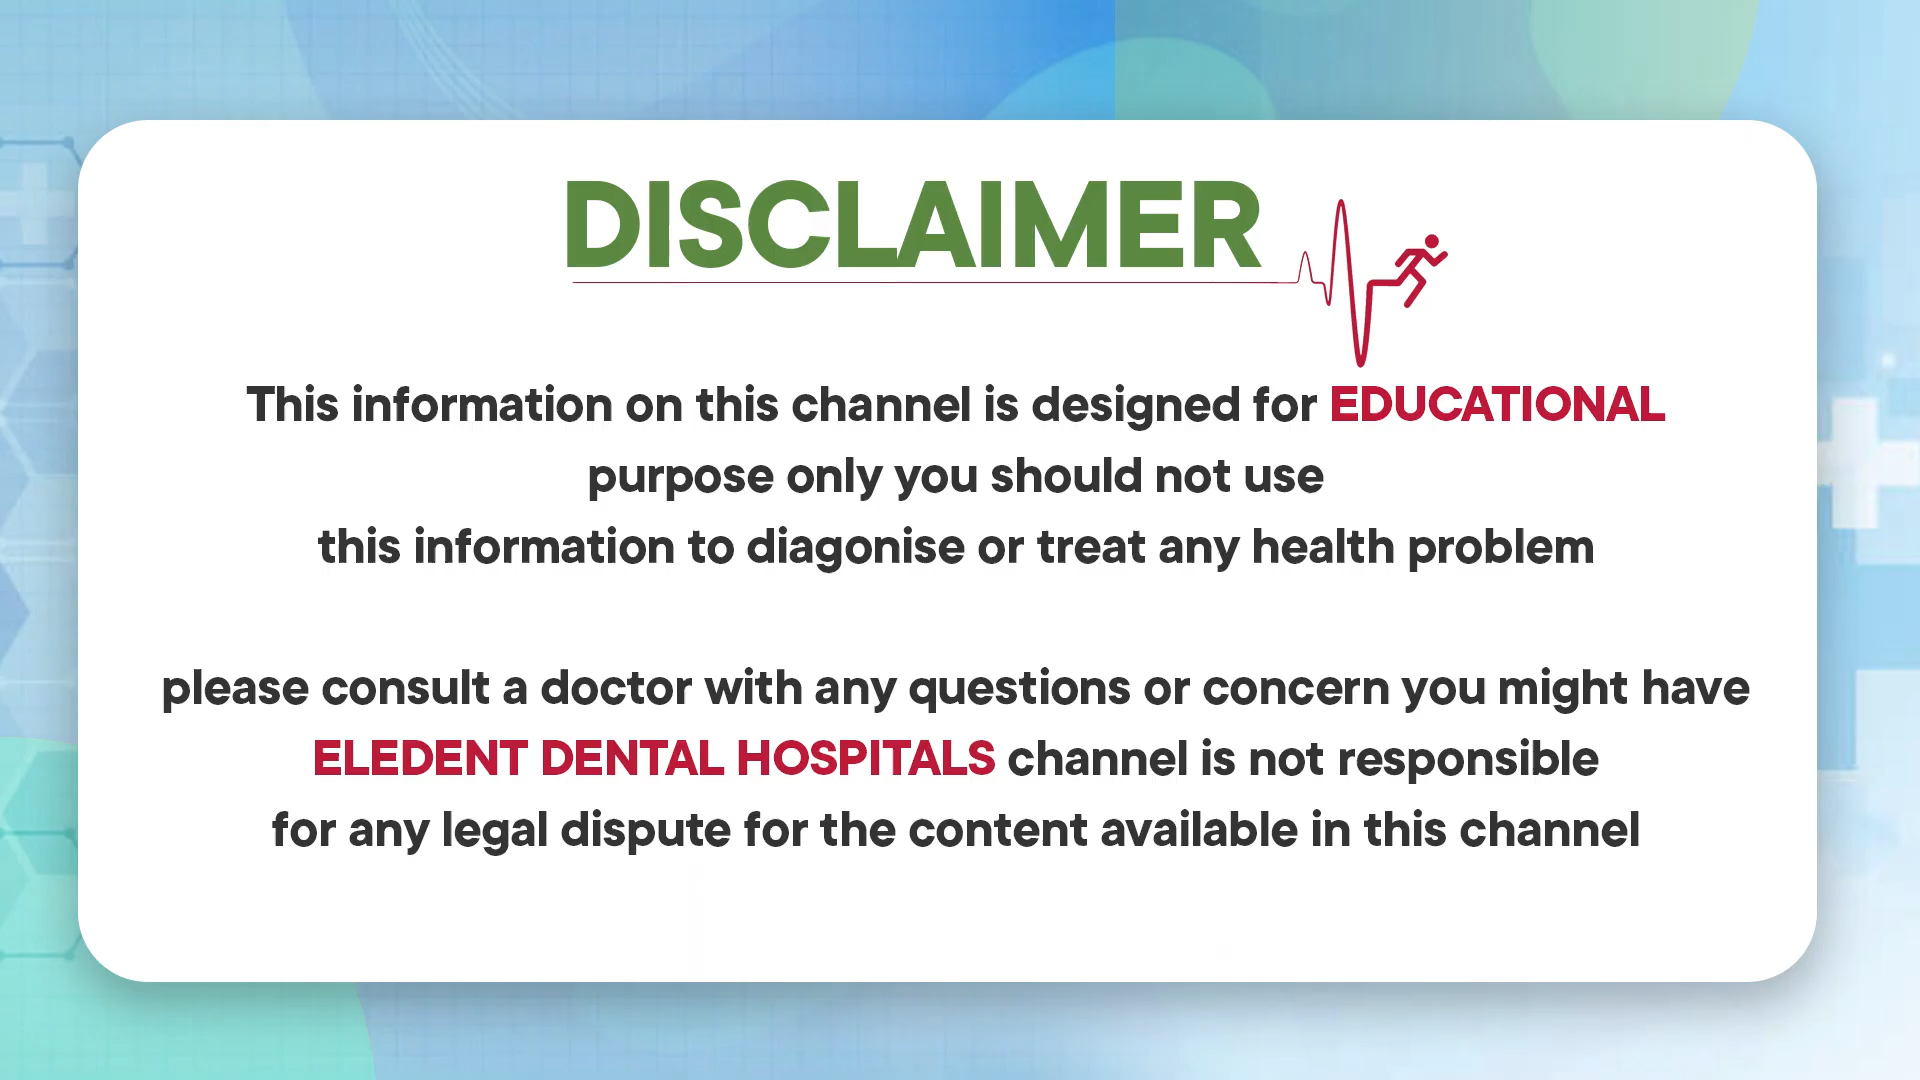 DISCLAIMER
This information on this channel is designed for EDUCATIONAL
purpose only you should not use
this information to diagonise or treat any health problem
please consult a doctor with any questions or concern you might have
ELEDENT DENTAL HOSPITALS channel is not responsible
for any legal dispute for the content available in this channel